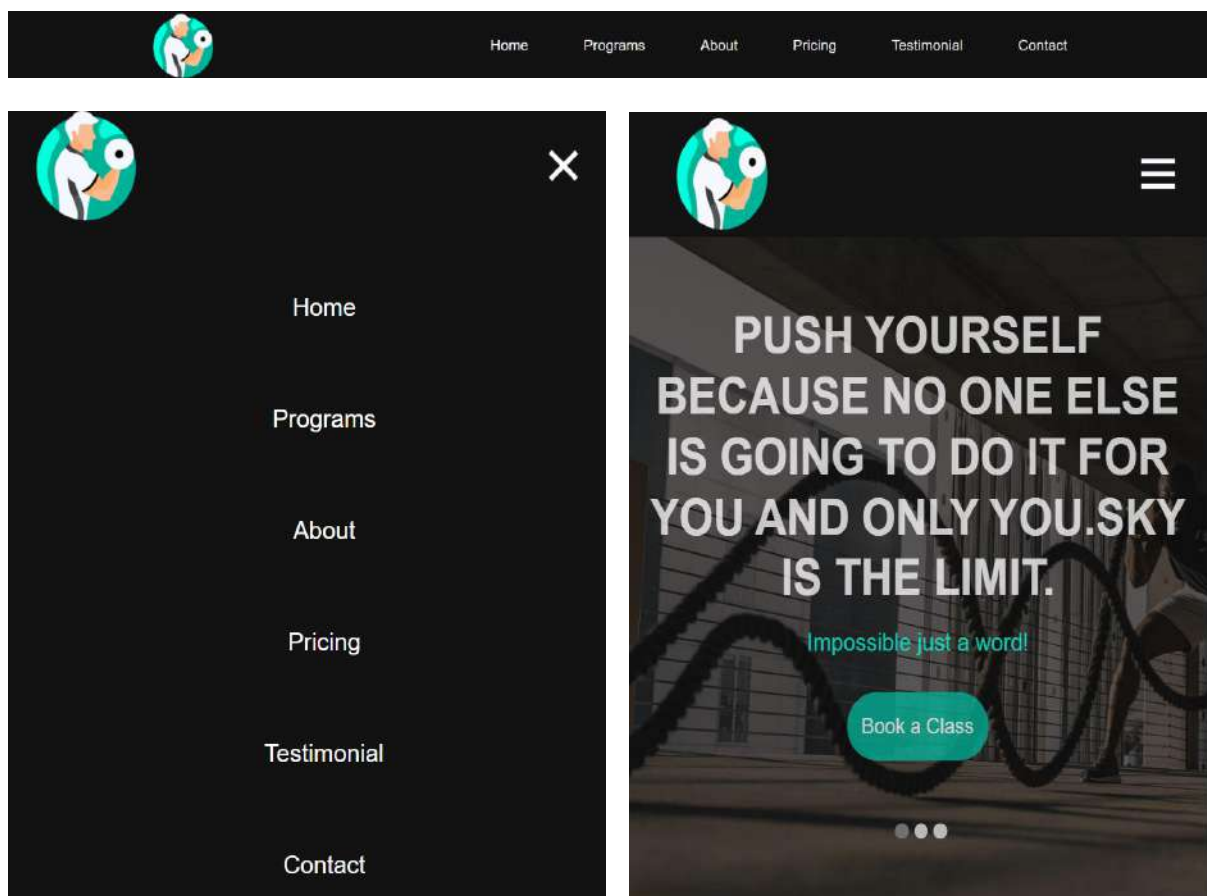 Home Programs About Pricing Testimonial Contact
Home
Programs
About
Pricing
Testimonial
Contact
PUSH YOURSELF
BECAUSE NO ONE ELSE
IS GOING TO DO IT FOR
YOU AND ONLY YOU.SKY
IS THE LIMIT.
Impossible just a word!
Book a Class